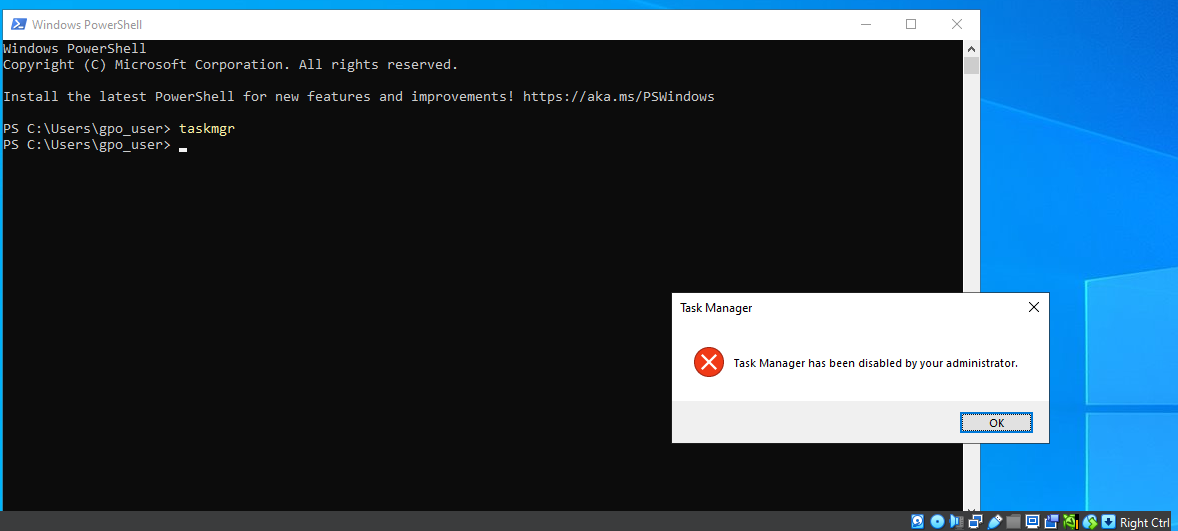 Windows PowerShell
Windows PowerShell
Copyright (C) Microsoft Corporation. All rights reserved.
Install the latest PowerShell for new features and improvements! https://aka.ms/PSWindows
PS C:\Users\gpo_user> taskmgr
PS C:\Users\gpo_user>
Task Manager
Task Manager has been disabled by your administrator.
OK
Right Ctrl